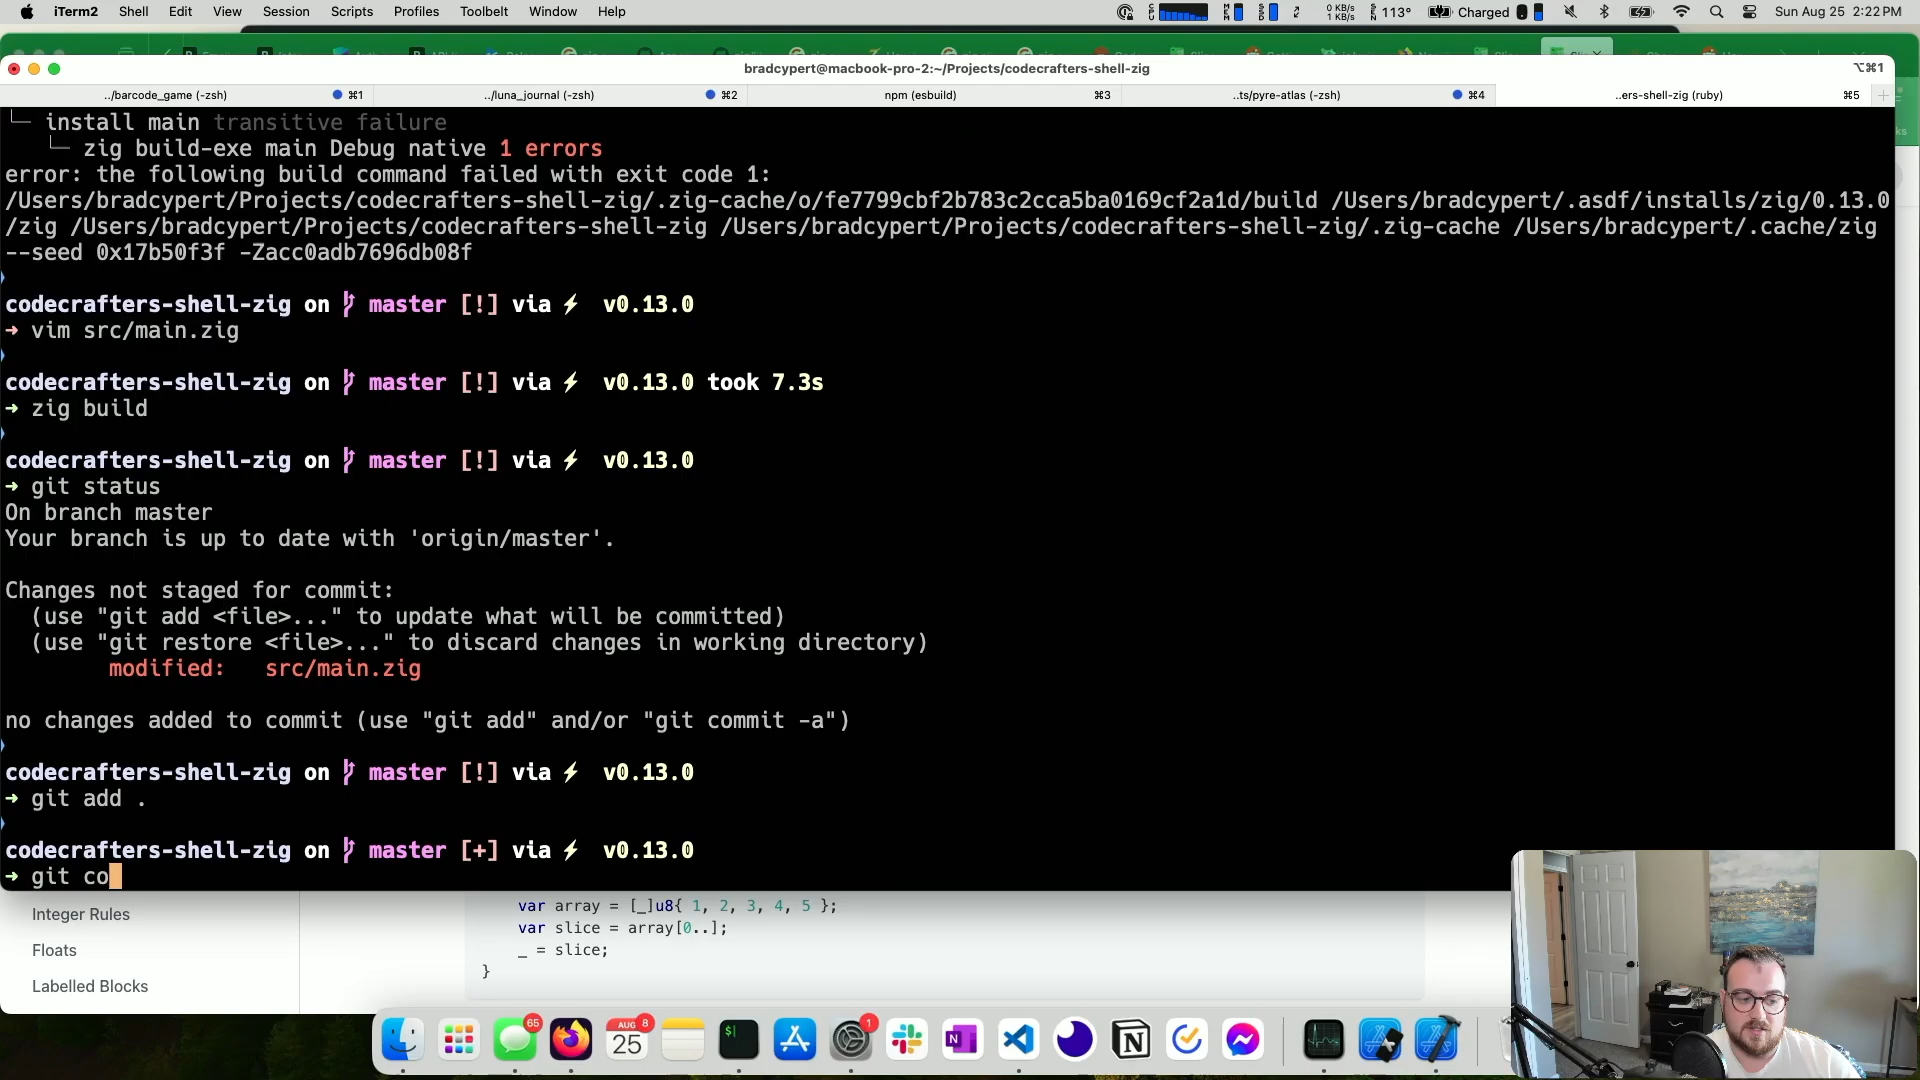 iTerm2 Shell Edit View Session Scripts Profiles Toolbelt Window Help 0 KB/s 1 KB/s 113° Charged Sun Aug 25 2:22 PM
bradcypert@macbook-pro-2:~/Projects/codecrafters-shell-zig ⌥⌘1
../barcode_game (-zsh) ⌘1 ../luna_journal (-zsh) ⌘2 npm (esbuild) ⌘3 ..ts/pyre-atlas (-zsh) ⌘4 ..ers-shell-zig (ruby) ⌘5
└─ install main transitive failure
└─ zig build-exe main Debug native 1 errors
error: the following build command failed with exit code 1:
/Users/bradcypert/Projects/codecrafters-shell-zig/.zig-cache/o/fe7799cbf2b783c2cca5ba0169cf2a1d/build /Users/bradcypert/.asdf/installs/zig/0.13.0
/zig /Users/bradcypert/Projects/codecrafters-shell-zig /Users/bradcypert/Projects/codecrafters-shell-zig/.zig-cache /Users/bradcypert/.cache/zig
--seed 0x17b50f3f -Zacc0adb7696db08f
codecrafters-shell-zig on master [!] via ⚡ v0.13.0
➜ vim src/main.zig
codecrafters-shell-zig on master [!] via ⚡ v0.13.0 took 7.3s
➜ zig build
codecrafters-shell-zig on master [!] via ⚡ v0.13.0
➜ git status
On branch master
Your branch is up to date with 'origin/master'.
Changes not staged for commit:
(use "git add <file>..." to update what will be committed)
(use "git restore <file>..." to discard changes in working directory)
modified: src/main.zig
no changes added to commit (use "git add" and/or "git commit -a")
codecrafters-shell-zig on master [!] via ⚡ v0.13.0
➜ git add .
codecrafters-shell-zig on master [+] via ⚡ v0.13.0
➜ git co
Integer Rules
Floats
Labelled Blocks
var array = [_]u8{ 1, 2, 3, 4, 5 };
var slice = array[0..];
_ = slice;
}
65
AUG 8
25
$|
1
N
N